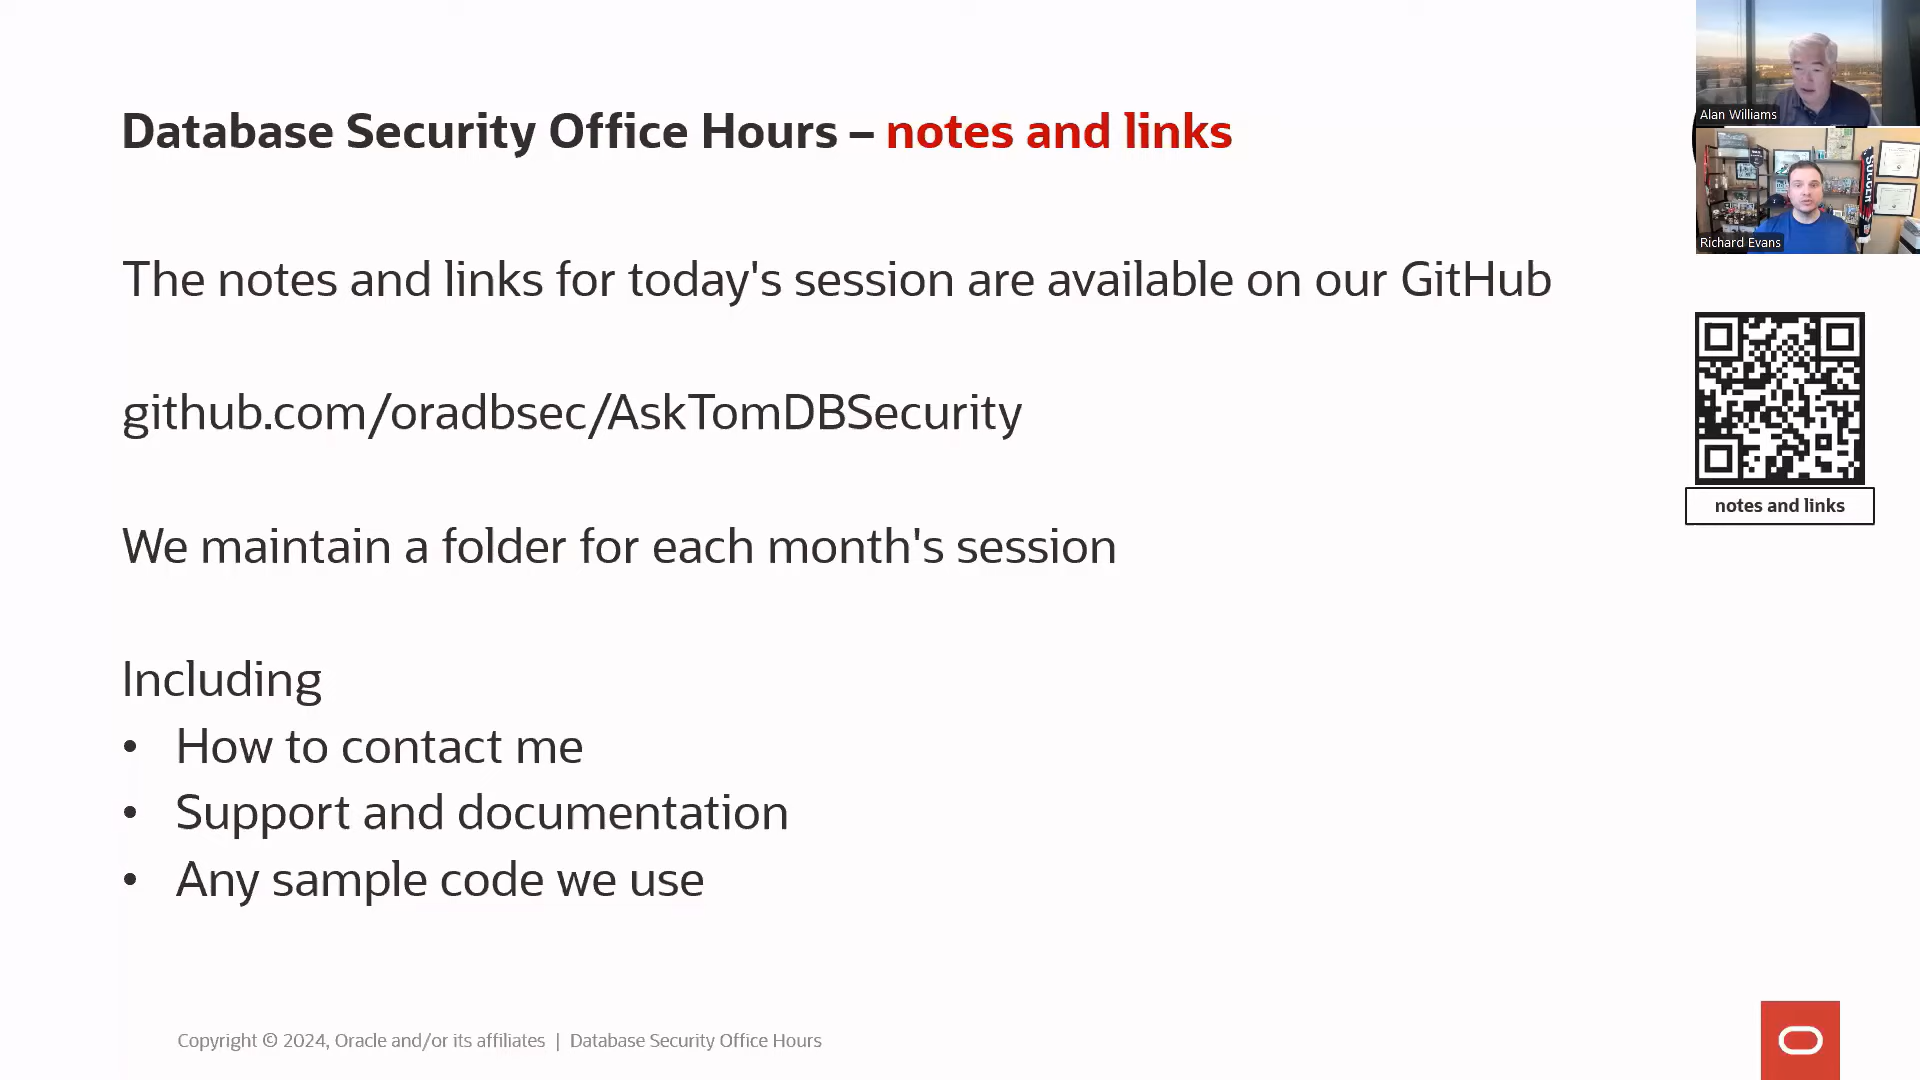 Database Security Office Hours – notes and links
The notes and links for today's session are available on our GitHub
github.com/oradbsec/AskTomDBSecurity
We maintain a folder for each month's session
Including
• How to contact me
• Support and documentation
• Any sample code we use
Alan Williams
Richard Evans
SOCCER
notes and links
Copyright © 2024, Oracle and/or its affiliates | Database Security Office Hours